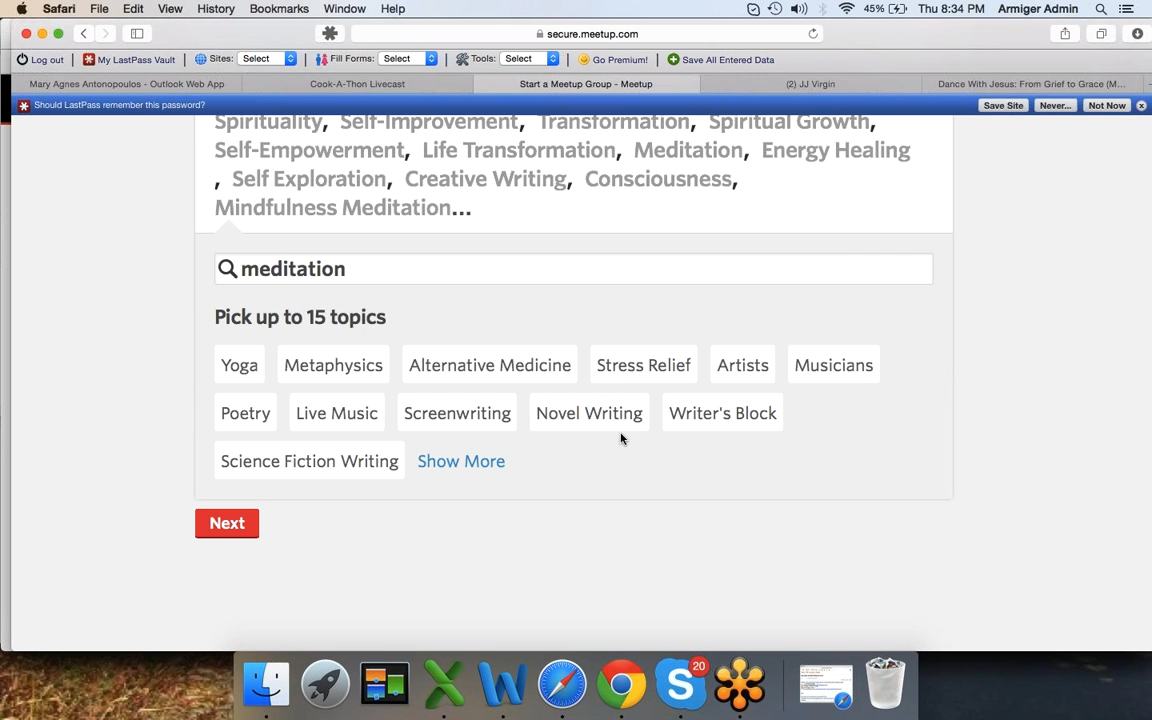 Safari File Edit View History Bookmarks Window Help 45% Thu 8:34 PM Armiger Admin
secure.meetup.com
Log out My LastPass Vault Sites: Select Fill Forms: Select Tools: Select Go Premium! Save All Entered Data
Mary Agnes Antonopoulos - Outlook Web App Cook-A-Thon Livecast Start a Meetup Group - Meetup (2) JJ Virgin Dance With Jesus: From Grief to Grace (M...
Should LastPass remember this password? Save Site Never... Not Now
Spirituality, Self-Improvement, Transformation, Spiritual Growth,
Self-Empowerment, Life Transformation, Meditation, Energy Healing
, Self Exploration, Creative Writing, Consciousness,
Mindfulness Meditation...
meditation
Pick up to 15 topics
Yoga Metaphysics Alternative Medicine Stress Relief Artists Musicians
Poetry Live Music Screenwriting Novel Writing Writer's Block
Science Fiction Writing Show More
Next
20